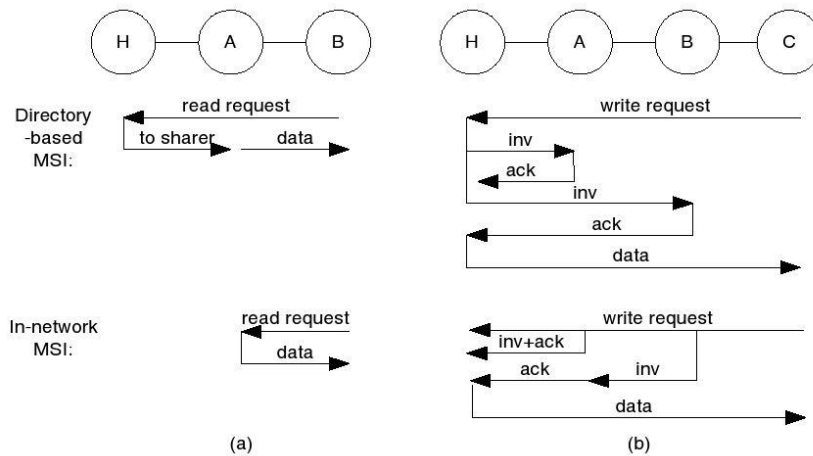 H A B H A B C
Directory
-based
MSI:
read request
to sharer data
write request
inv
ack
inv
ack
data
In-network
MSI:
read request
data
write request
inv+ack
ack inv
data
(a) (b)